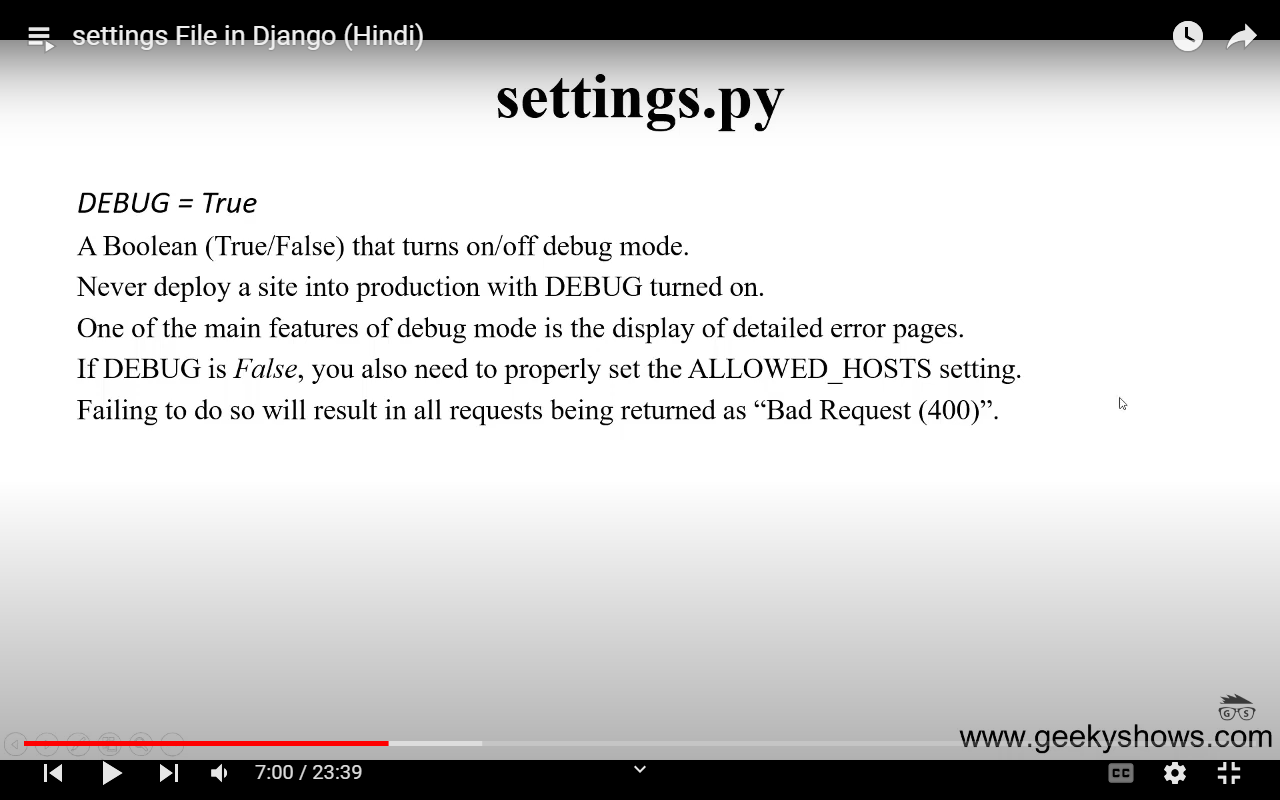 settings File in Django (Hindi)
settings.py
DEBUG = True
A Boolean (True/False) that turns on/off debug mode.
Never deploy a site into production with DEBUG turned on.
One of the main features of debug mode is the display of detailed error pages.
If DEBUG is False, you also need to properly set the ALLOWED_HOSTS setting.
Failing to do so will result in all requests being returned as “Bad Request (400)”.
G S
www.geekyshows.com
7:00 / 23:39
CC